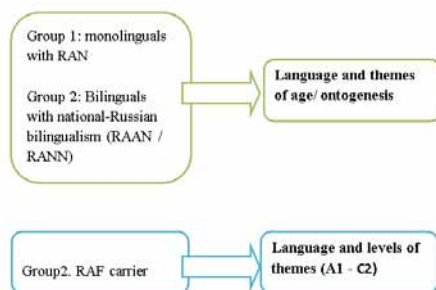 Group 1: monolinguals
with RAN
Group 2: Bilinguals
with national-Russian
bilingualism (RAAN /
RANN)
Language and themes
of age/ ontogenesis
Group2. RAF carrier
Language and levels of
themes (A1 - C2)